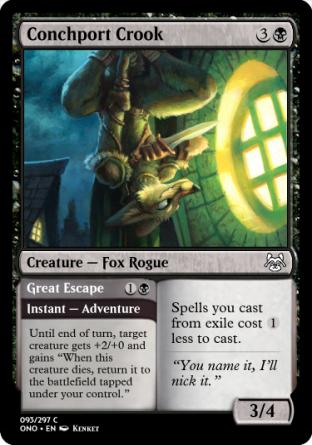 Conchport Crook 3
Creature — Fox Rogue
Great Escape 1
Instant — Adventure
Until end of turn, target
creature gets +2/+0 and
gains “When this
creature dies, return it to
the battlefield tapped
under your control.”
Spells you cast
from exile cost 1
less to cast.
“You name it, I’ll
nick it.”
3/4
093/297 C
ONO • EN Kenket